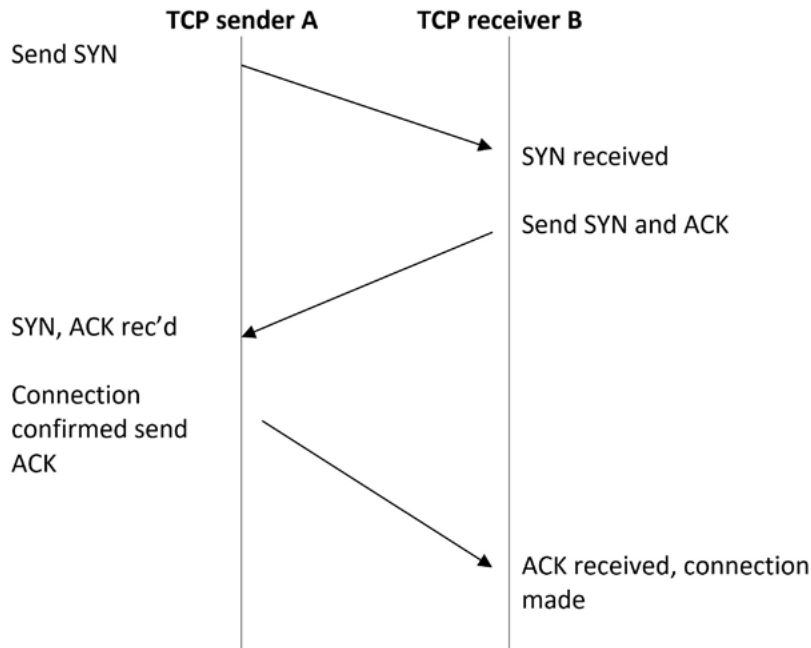 TCP sender A
TCP receiver B
Send SYN
SYN received
Send SYN and ACK
SYN, ACK rec’d
Connection
confirmed send
ACK
ACK received, connection
made